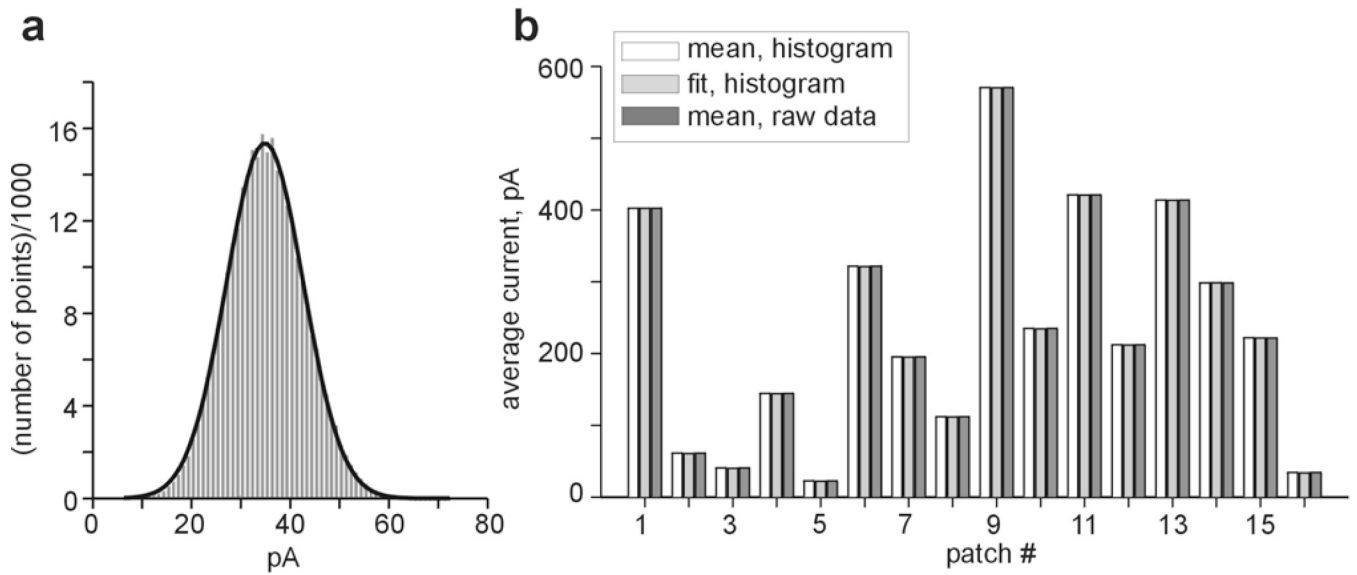 a
(number of points)/1000
16
12
8
4
0
0
20
40
60
80
pA
b
mean, histogram
fit, histogram
mean, raw data
average current, pA
600
400
200
0
1
3
5
7
9
11
13
15
patch #